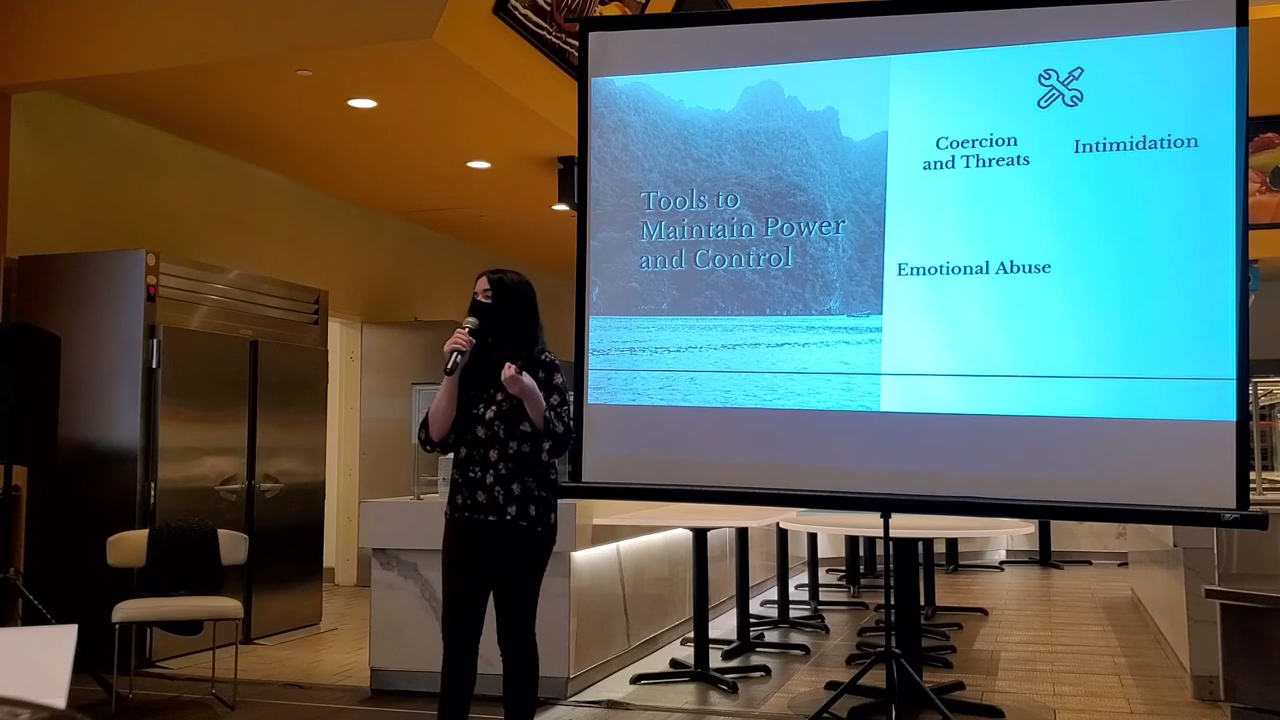 Tools to
Maintain Power
and Control
Coercion
and Threats
Intimidation
Emotional Abuse